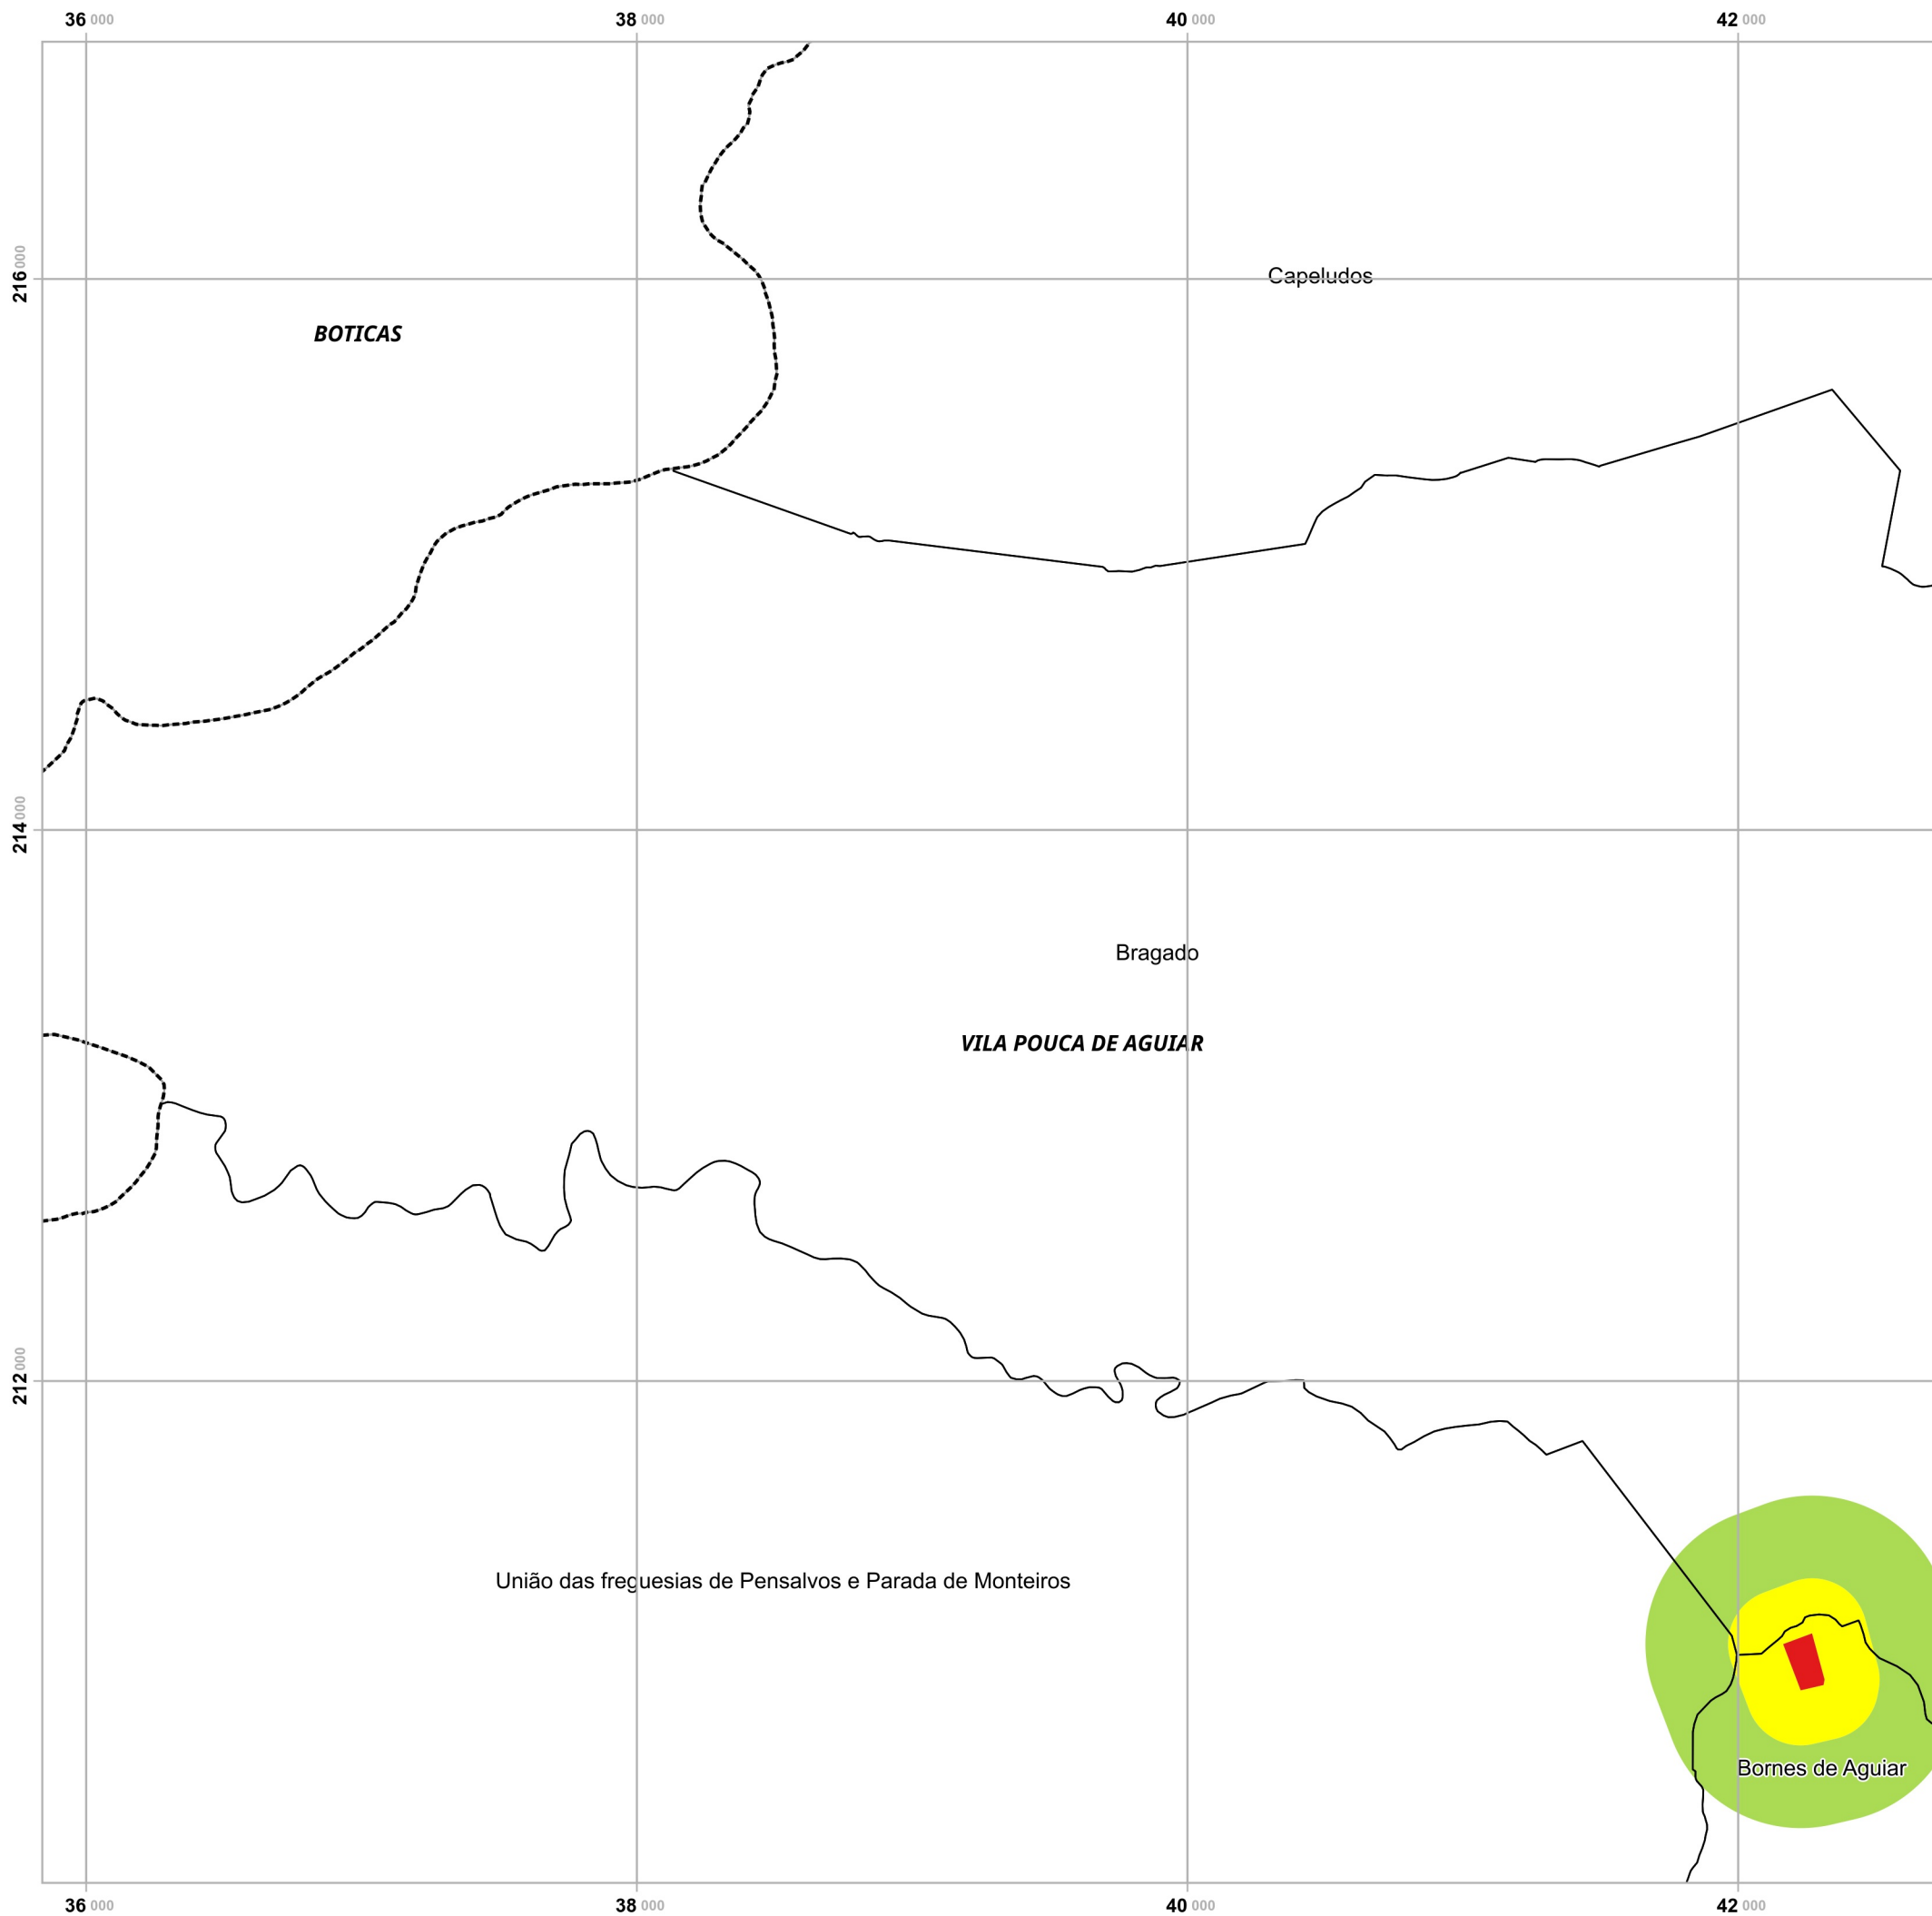 36 000 38 000 40 000 42 000
216 000
Capeludos
BOTICAS
214 000
Bragado
VILA POUCA DE AGUIAR
212 000
União das freguesias de Pensalvos e Parada de Monteiros
Bornes de Aguiar
36 000 38 000 40 000 42 000